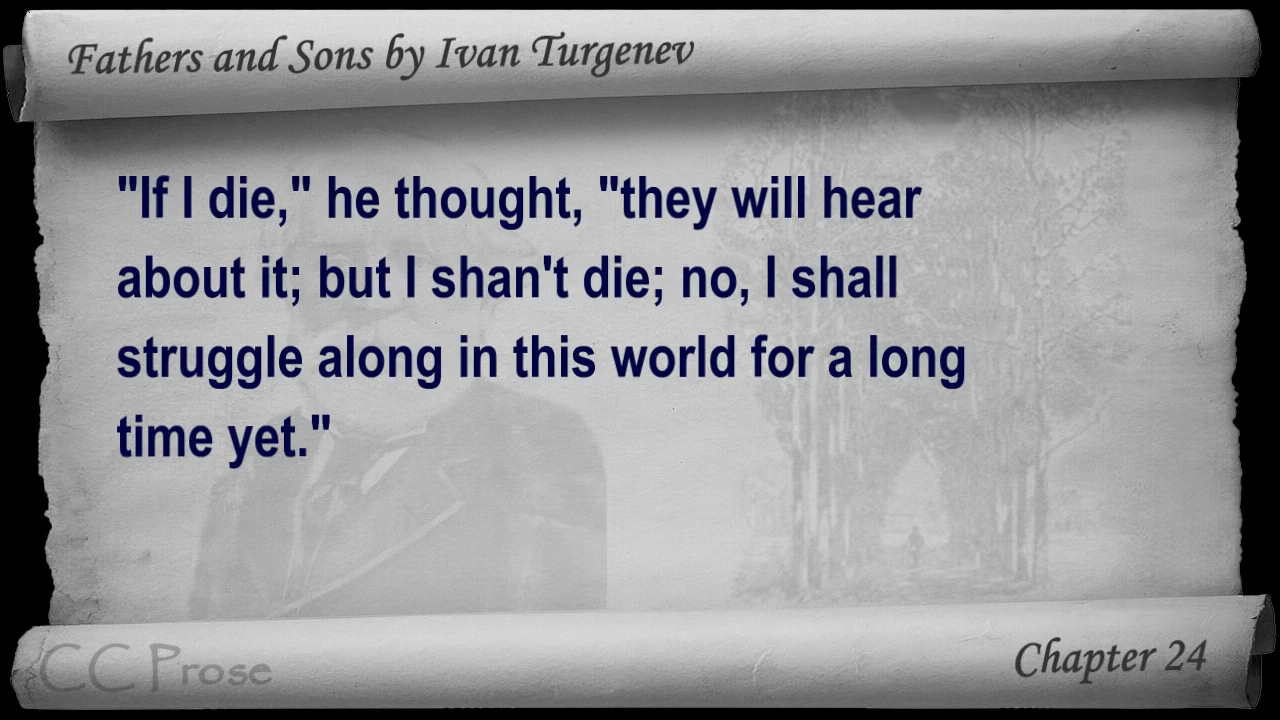 Fathers and Sons by Ivan Turgenev
"If I die," he thought, "they will hear
about it; but I shan't die; no, I shall
struggle along in this world for a long
time yet."
CC Prose
Chapter 24